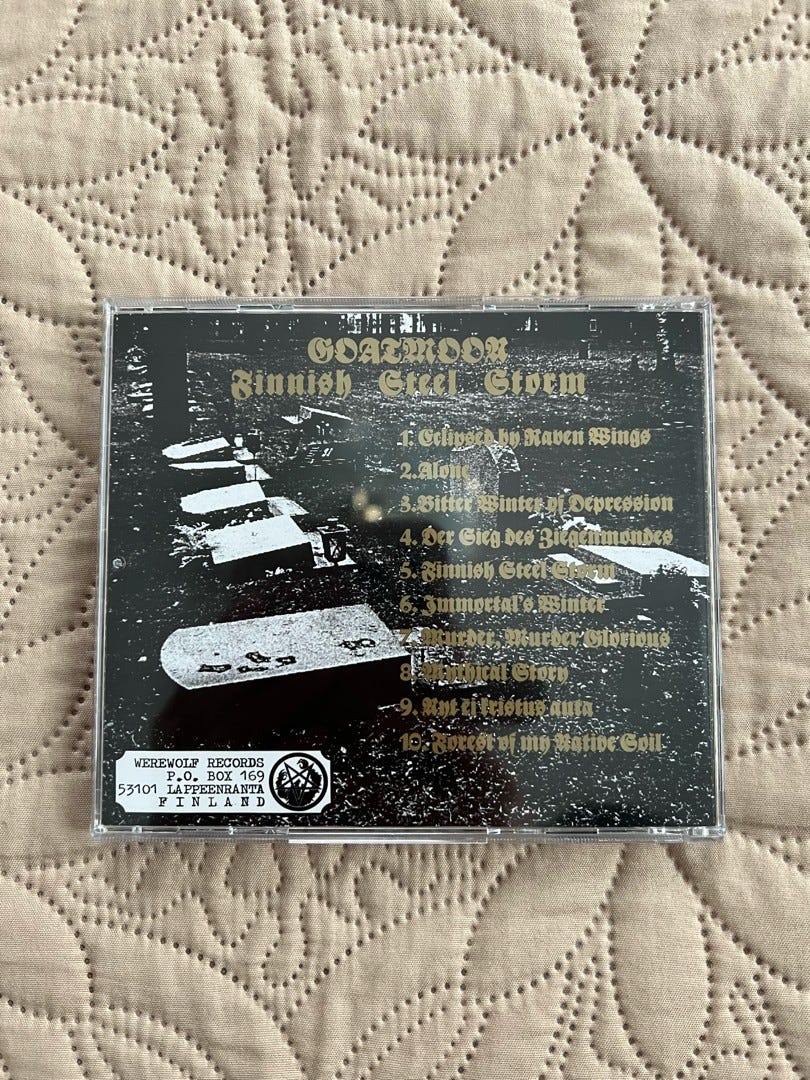 GOATMOON
Finnish Steel Storm
1. Eclipsed by Raven Wings
2. Alone
3. Bitter Winter of Depression
4. Der Sieg des Ziegenmondes
5. Finnish Steel Storm
6. Immortal's Winter
7. Murder, Murder Glorious
8. Mythical Story
9. Nyt ej kristus auta
10. Forest of my Native Soil
WEREWOLF RECORDS
P.O. BOX 169
53101 LAPPEENRANTA
FINLAND